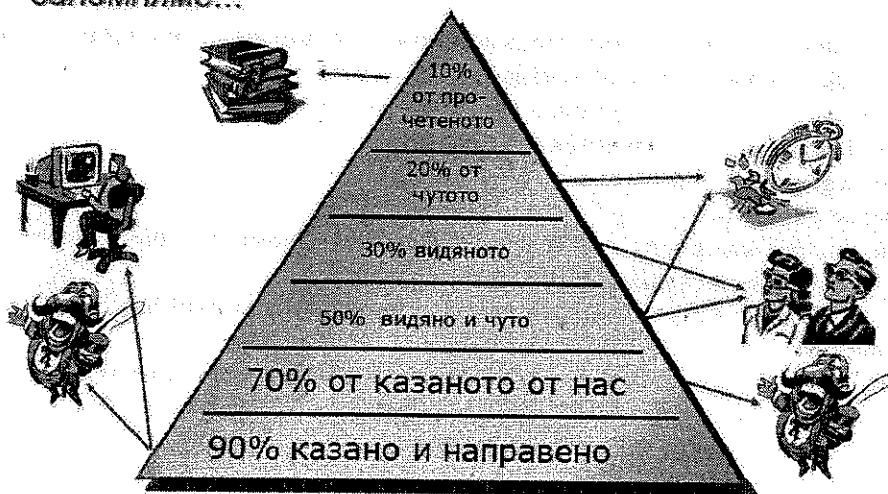 запомняме...
10%
от про-
четеното
20% от
чутото
30% видяното
50% видяно и чуто
70% от казаното от нас
90% казано и направено